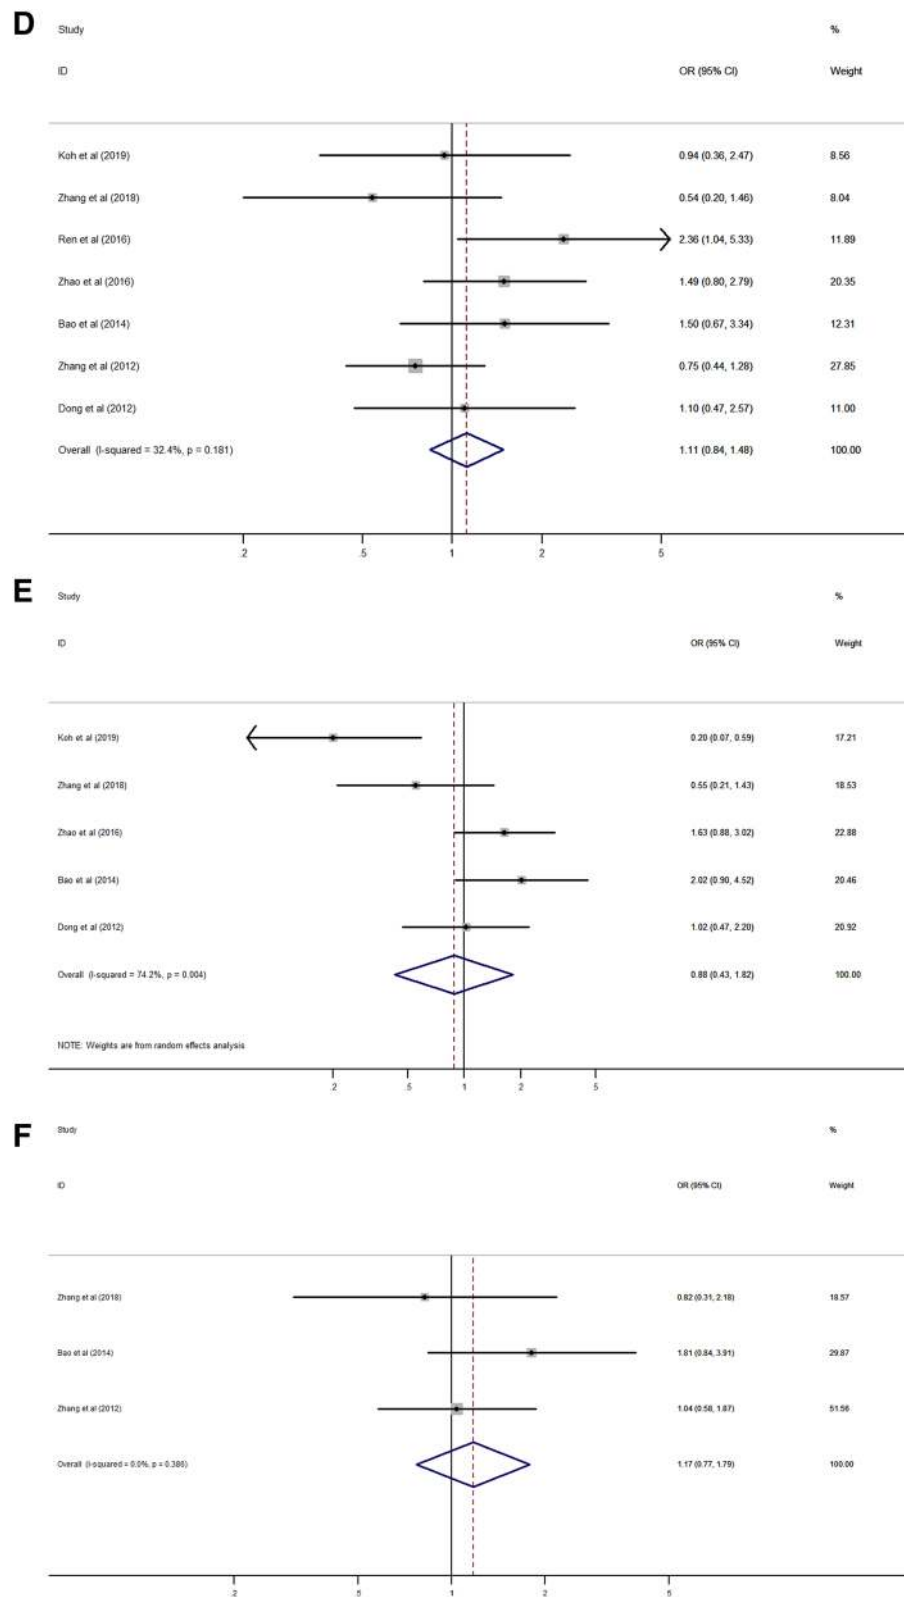 D
Study %
ID OR (95% CI) Weight
Koh et al (2019) 0.94 (0.36, 2.47) 8.56
Zhang et al (2018) 0.54 (0.20, 1.46) 8.04
Ren et al (2016) 2.36 (1.04, 5.33) 11.89
Zhao et al (2016) 1.49 (0.80, 2.79) 20.35
Bao et al (2014) 1.50 (0.67, 3.34) 12.31
Zhang et al (2012) 0.75 (0.44, 1.28) 27.85
Dong et al (2012) 1.10 (0.47, 2.57) 11.00
Overall (I-squared = 32.4%, p = 0.181) 1.11 (0.84, 1.48) 100.00
.2 .5 1 2 5
E
Study %
ID OR (95% CI) Weight
Koh et al (2019) 0.20 (0.07, 0.59) 17.21
Zhang et al (2018) 0.55 (0.21, 1.43) 18.53
Zhao et al (2016) 1.63 (0.88, 3.02) 22.88
Bao et al (2014) 2.02 (0.90, 4.52) 20.46
Dong et al (2012) 1.02 (0.47, 2.20) 20.92
Overall (I-squared = 74.2%, p = 0.004) 0.88 (0.43, 1.82) 100.00
NOTE: Weights are from random effects analysis
.2 .5 1 2 5
F
Study %
ID OR (95% CI) Weight
Zhang et al (2018) 0.82 (0.31, 2.18) 18.57
Bao et al (2014) 1.81 (0.84, 3.91) 29.87
Zhang et al (2012) 1.04 (0.58, 1.87) 51.56
Overall (I-squared = 0.0%, p = 0.386) 1.17 (0.77, 1.79) 100.00
.2 .5 1 2 5